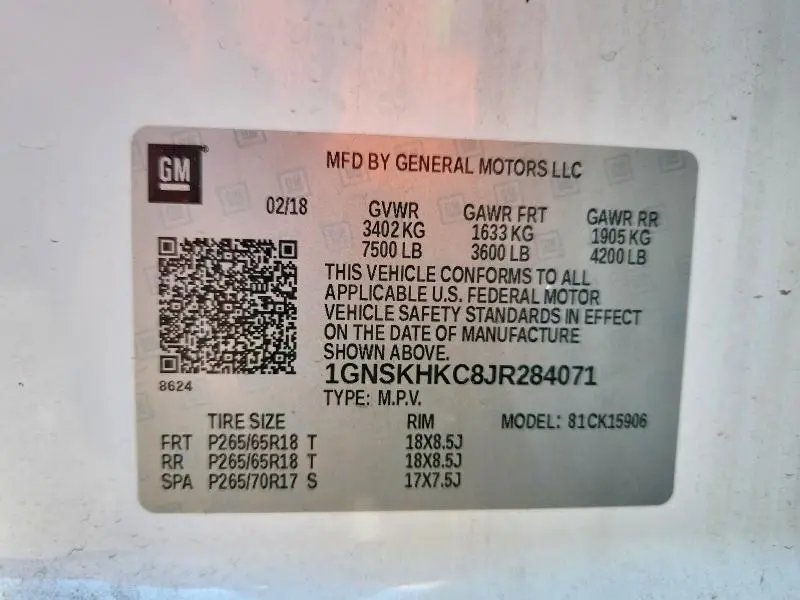 GM
MFD BY GENERAL MOTORS LLC
02/18
GVWR GAWR FRT GAWR RR
3402 KG 1633 KG 1905 KG
7500 LB 3600 LB 4200 LB
THIS VEHICLE CONFORMS TO ALL
APPLICABLE U.S. FEDERAL MOTOR
VEHICLE SAFETY STANDARDS IN EFFECT
ON THE DATE OF MANUFACTURE
SHOWN ABOVE.
8624
1GNSKHKC8JR284071
TYPE: M.P.V.
TIRE SIZE RIM MODEL: 81CK15906
FRT P265/65R18 T 18X8.5J
RR P265/65R18 T 18X8.5J
SPA P265/70R17 S 17X7.5J